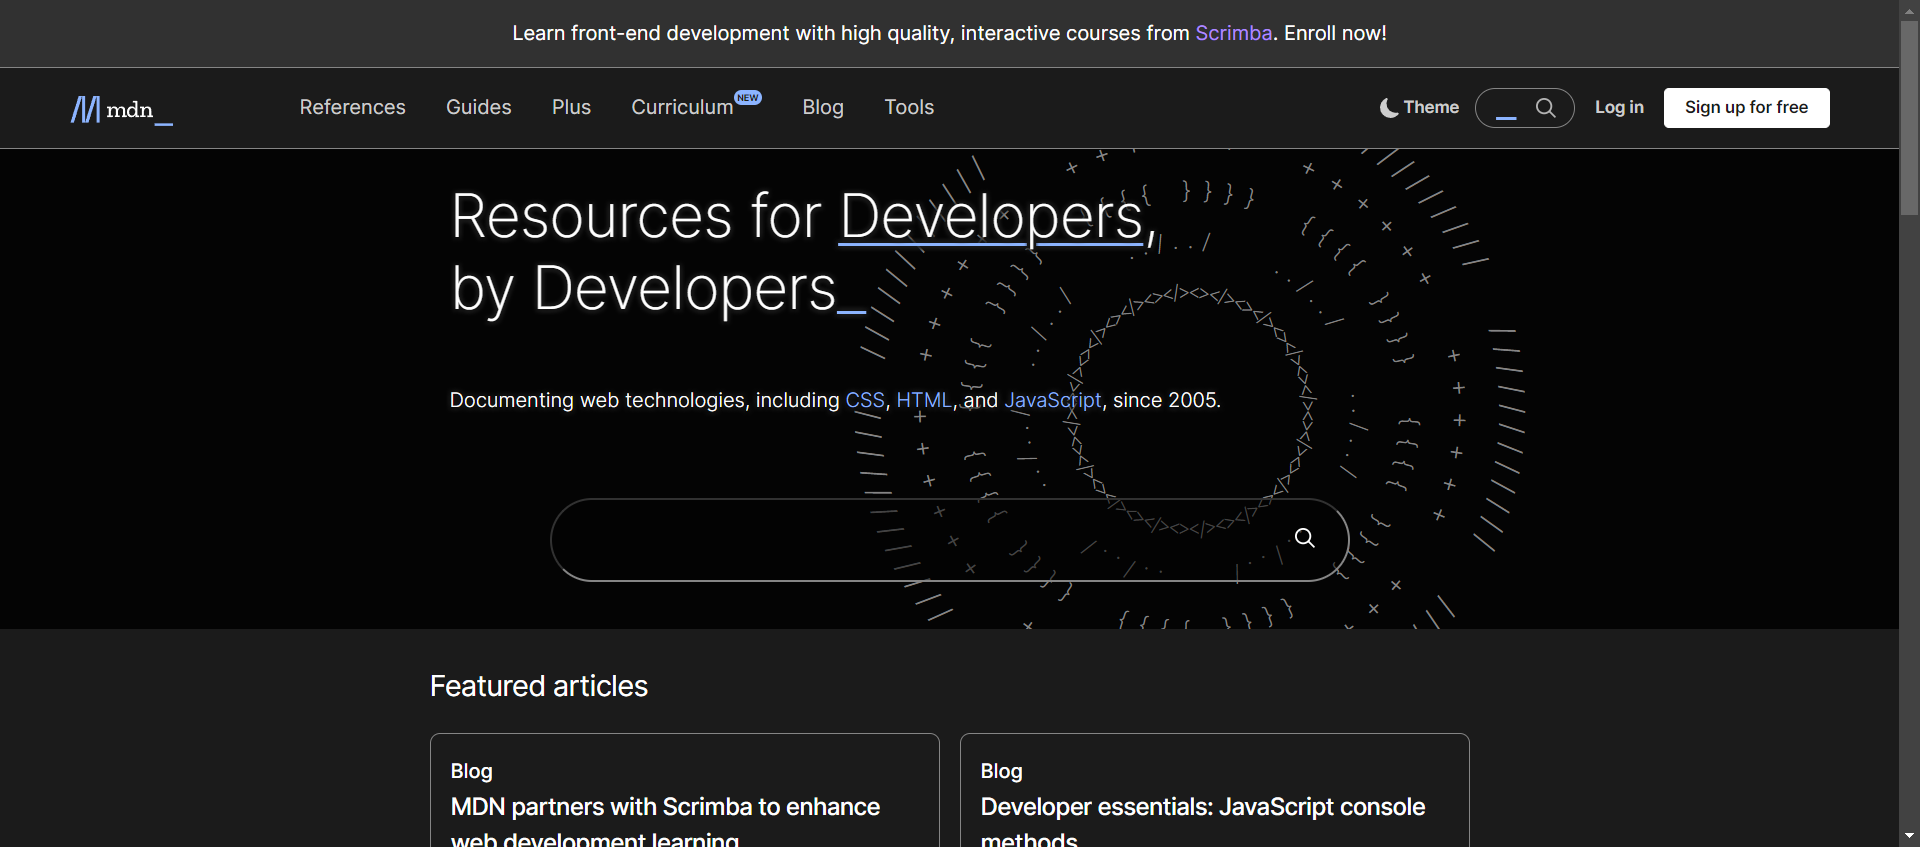 Learn front-end development with high quality, interactive courses from Scrimba. Enroll now!
mdn_
References Guides Plus Curriculum NEW Blog Tools
Theme Log in Sign up for free
Resources for Developers,
by Developers_
Documenting web technologies, including CSS, HTML, and JavaScript, since 2005.
Featured articles
Blog
MDN partners with Scrimba to enhance
web development learning
Blog
Developer essentials: JavaScript console
methods